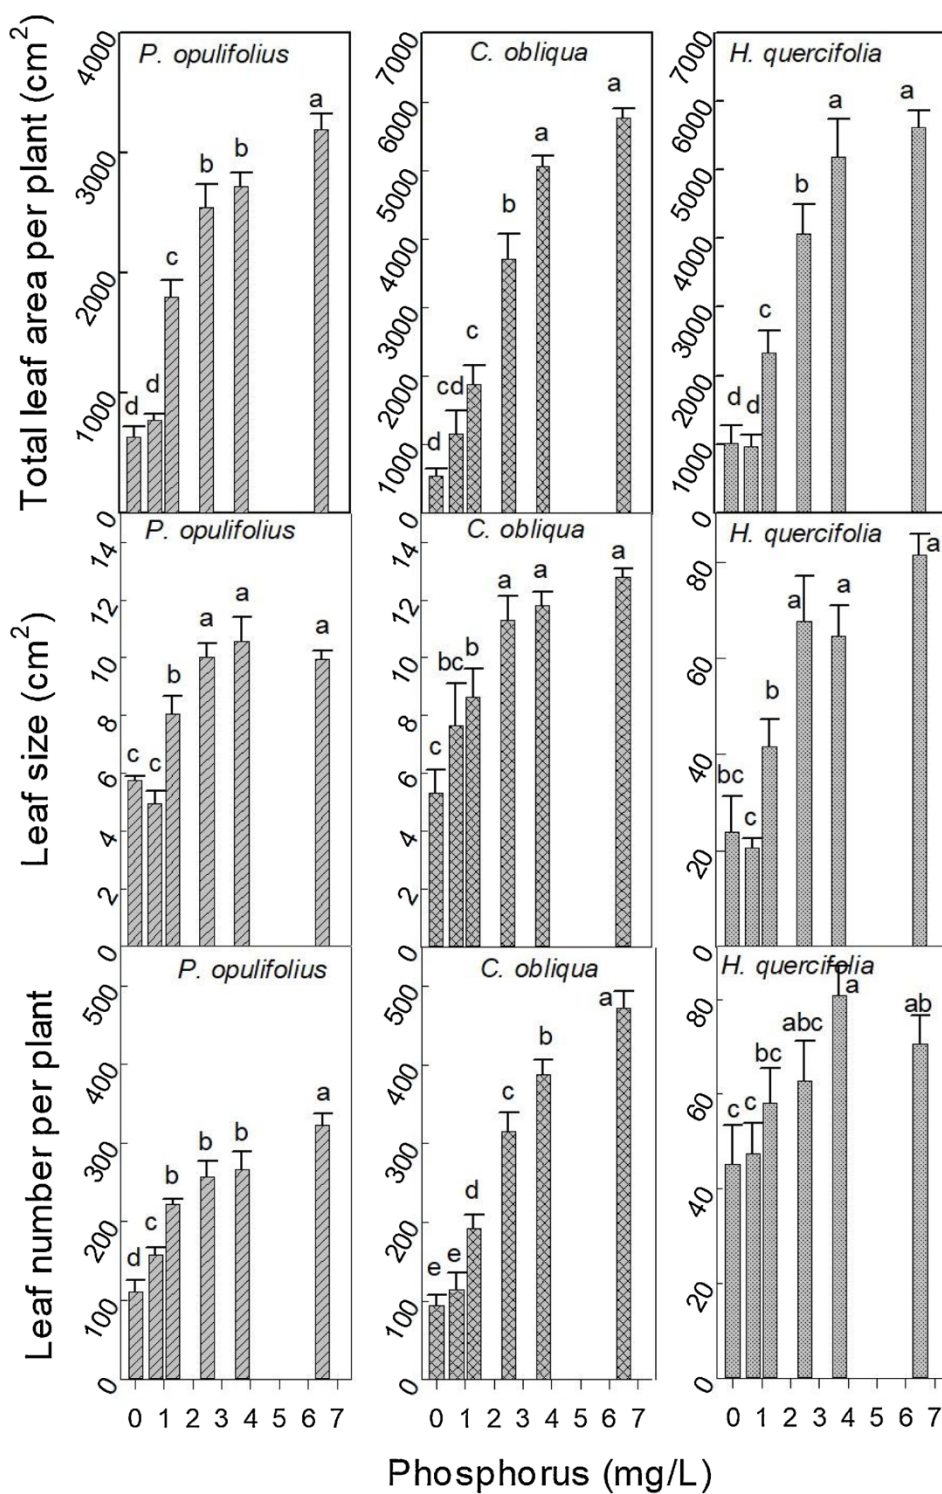 Total leaf area per plant (cm²)
P. opulifolius
4000
3000
2000
1000
0
d d c b b a
C. obliqua
7000
6000
5000
4000
3000
2000
1000
0
d cd c b a a
H. quercifolia
7000
6000
5000
4000
3000
2000
1000
0
d d c b a a
Leaf size (cm²)
P. opulifolius
14
12
10
8
6
4
2
0
c c b a a a
C. obliqua
14
12
10
8
6
4
2
0
c bc b a a a
H. quercifolia
80
60
40
20
0
bc c b a a a
Leaf number per plant
P. opulifolius
500
400
300
200
100
0
d c b b b a
0 1 2 3 4 5 6 7
C. obliqua
500
400
300
200
100
0
e e d c b a
0 1 2 3 4 5 6 7
H. quercifolia
80
60
40
20
0
c c bc abc a ab
0 1 2 3 4 5 6 7
Phosphorus (mg/L)